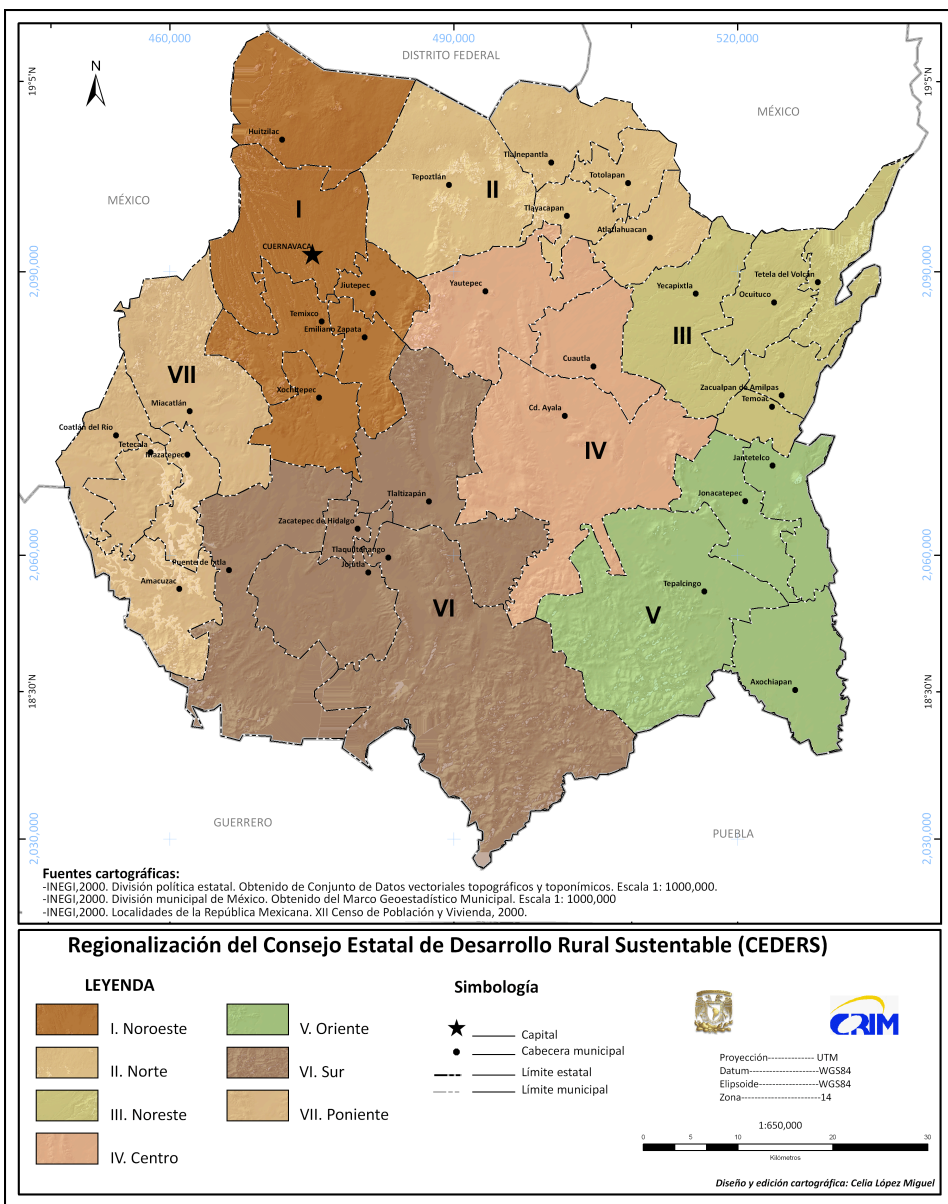 460,000
490,000
520,000
DISTRITO FEDERAL
19°5'N
N
19°5'N
MÉXICO
Huitzilac
Tlalnepantla
Totolapan
Tepoztlán
II
MÉXICO
I
Tlayacapan
Atlatlahuacan
CUERNAVACA
2,090,000
2,090,000
Tetela del Volcán
Jiutepec
Yautepec
Yecapixtla
Ocuituco
Temixco
Emiliano Zapata
III
Cuautla
VII
Xochitepec
Zacualpan de Amilpas
Temoac
Miacatlán
Cd. Ayala
Coatlán del Río
Tetecala
Mazatepec
IV
Jantetelco
Tlaltizapán
Jonacatepec
Zacatepec de Hidalgo
Tlaquiltenango
Jojutla
Puente de Ixtla
2,060,000
2,060,000
Amacuzac
Tepalcingo
VI
V
Axochiapan
18°30'N
18°30'N
GUERRERO
PUEBLA
2,030,000
2,030,000
Fuentes cartográficas:
-INEGI,2000. División política estatal. Obtenido de Conjunto de Datos vectoriales topográficos y toponímicos. Escala 1: 1000,000.
-INEGI,2000. División municipal de México. Obtenido del Marco Geoestadístico Municipal. Escala 1: 1000,000
-INEGI,2000. Localidades de la República Mexicana. XII Censo de Población y Vivienda, 2000.
Regionalización del Consejo Estatal de Desarrollo Rural Sustentable (CEDERS)
LEYENDA
I. Noroeste
II. Norte
III. Noreste
IV. Centro
V. Oriente
VI. Sur
VII. Poniente
Simbología
Capital
Cabecera municipal
Límite estatal
Límite municipal
CRIM
Proyección-------------- UTM
Datum-------------------WGS84
Elipsoide----------------WGS84
Zona----------------------14
1:650,000
0 5 10 20 30
Kilómetros
Diseño y edición cartográfica: Celia López Miguel